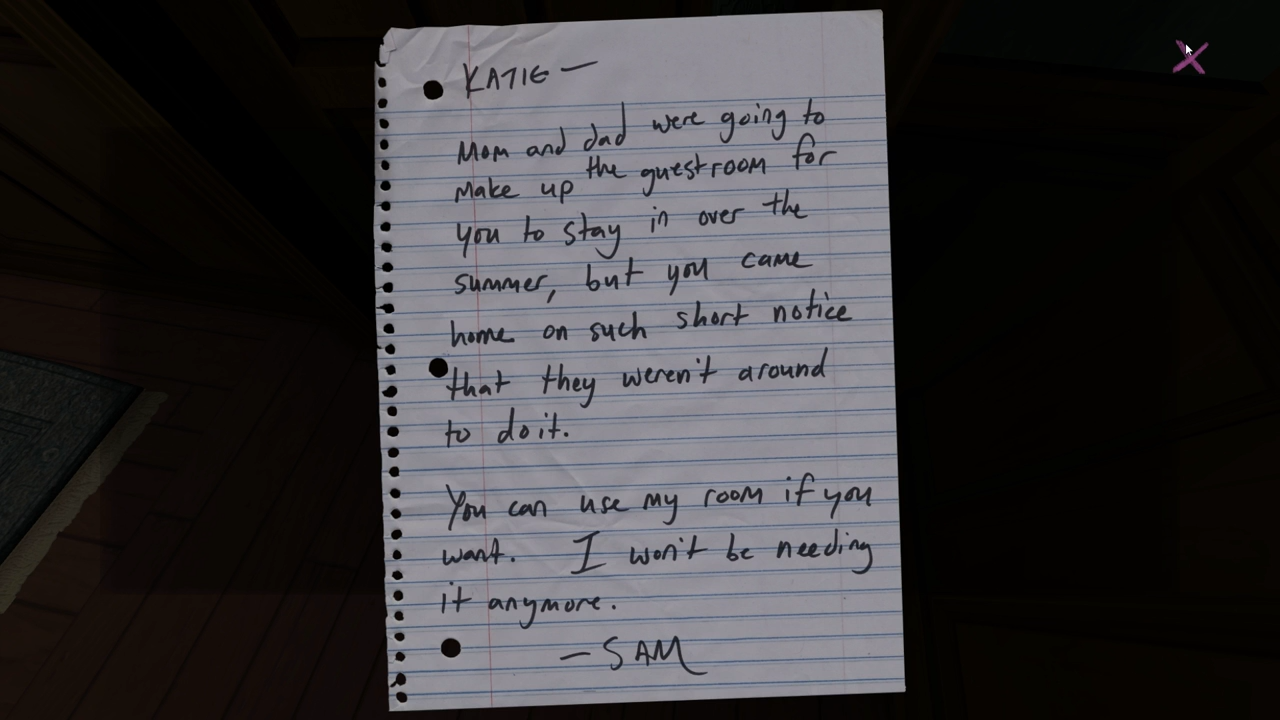 KATIE —
Mom and dad were going to
make up the guestroom for
you to stay in over the
summer, but you came
home on such short notice
that they weren't around
to do it.
You can use my room if you
want. I won't be needing
it anymore.
— SAM